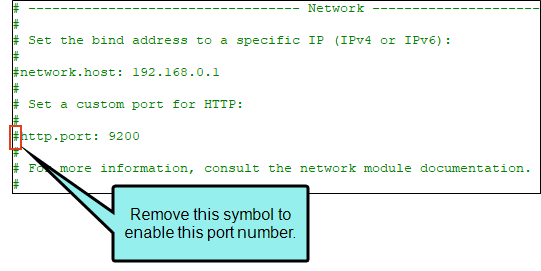 # ---------------------------------- Network -----------------------
#
# Set the bind address to a specific IP (IPv4 or IPv6):
#
#network.host: 192.168.0.1
#
# Set a custom port for HTTP:
#
#http.port: 9200
#
# For more information, consult the network module documentation.
#
Remove this symbol to
enable this port number.